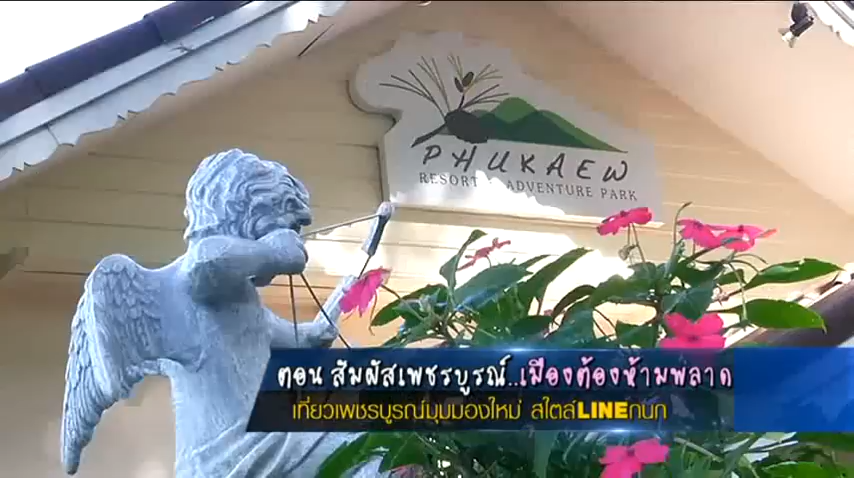 PHUKAEW
RESORT & ADVENTURE PARK
ตอน สัมผัสเพชรบูรณ์..เมืองต้องห้ามพลาด
เที่ยวเพชรบูรณ์มุมมองใหม่ สไตล์LINEกนก